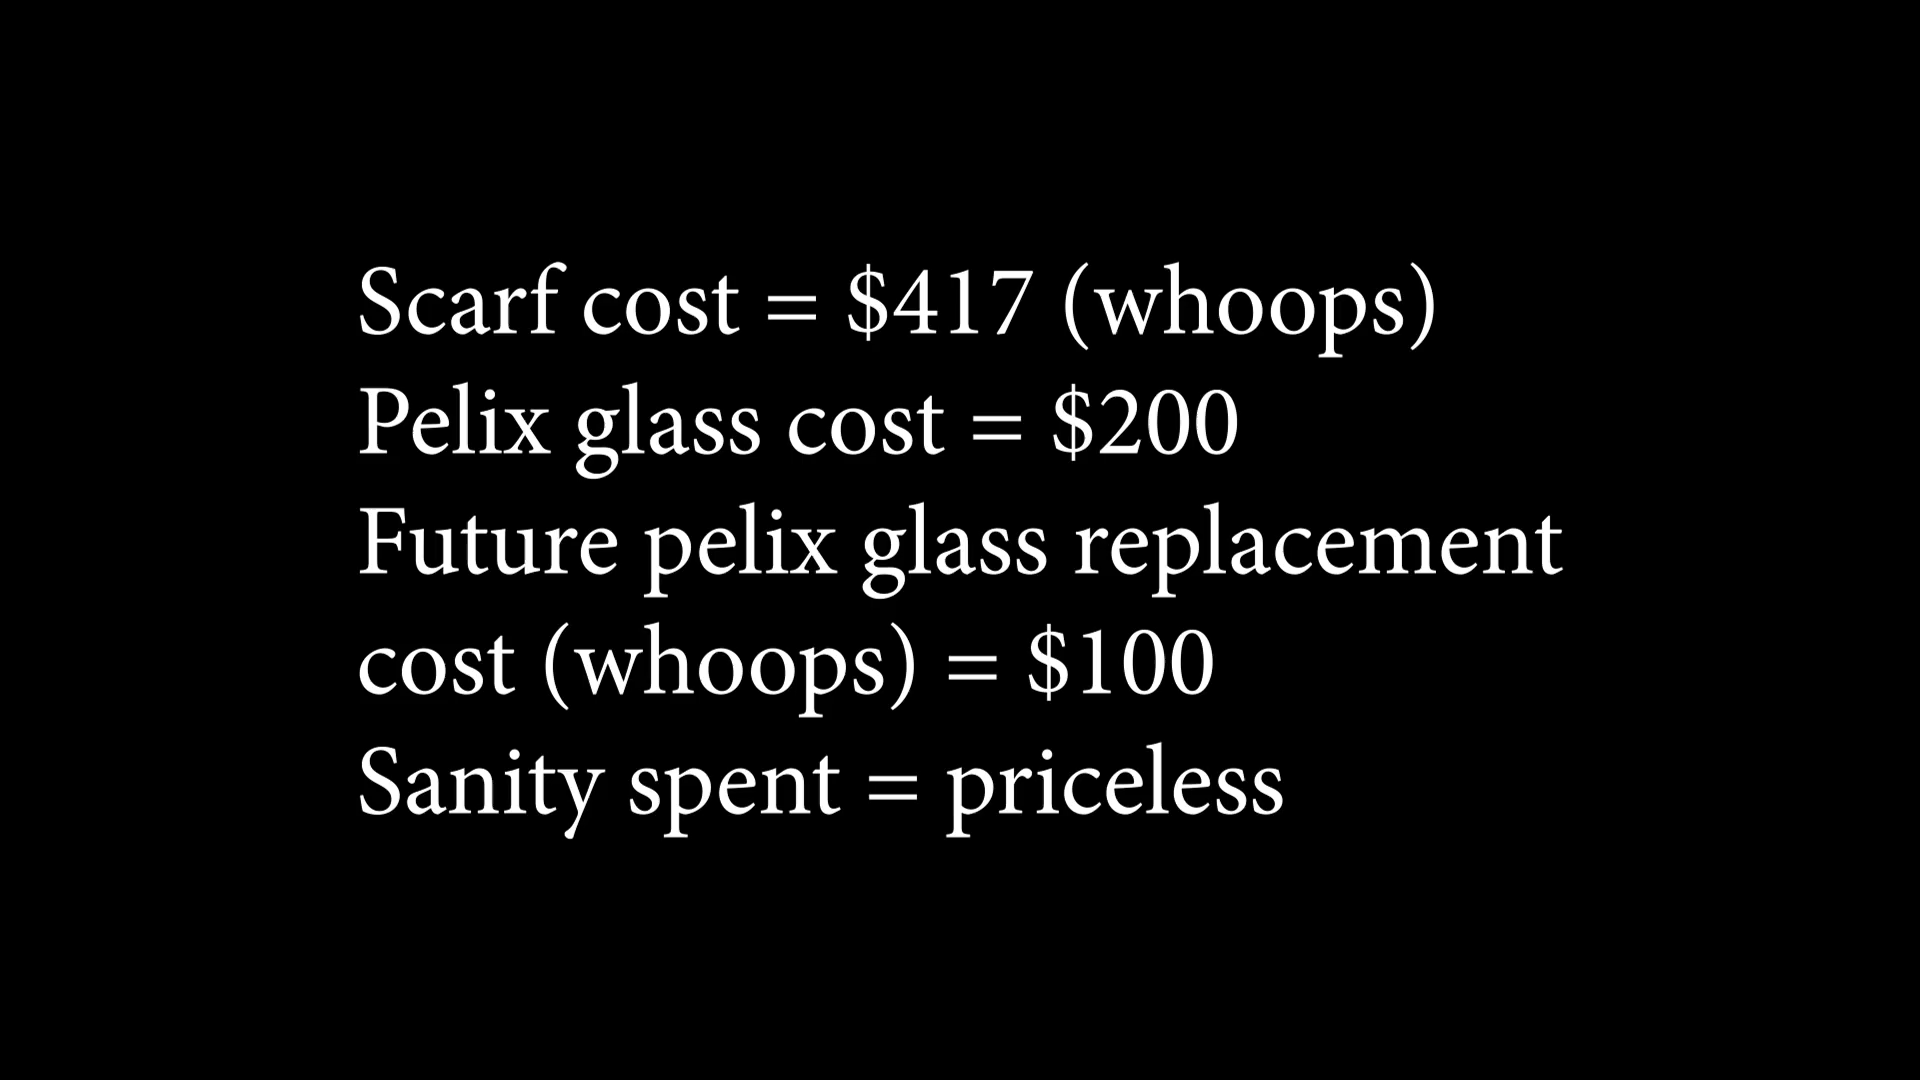 Scarf cost = $417 (whoops)
Pelix glass cost = $200
Future pelix glass replacement
cost (whoops) = $100
Sanity spent = priceless